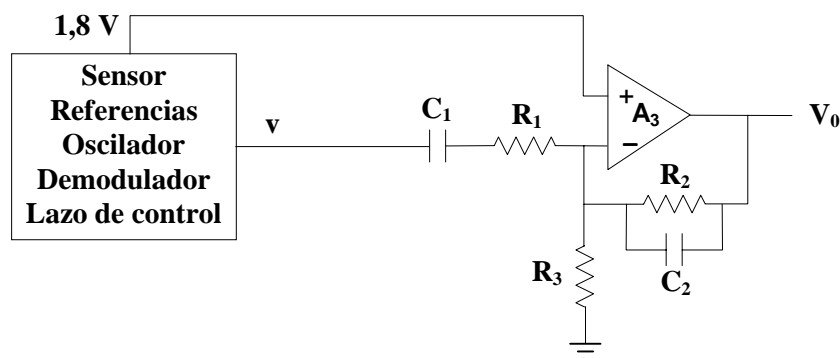 1,8 V
Sensor
Referencias
Oscilador
Demodulador
Lazo de control
v
C1
R1
+
A3
−
V0
R2
C2
R3